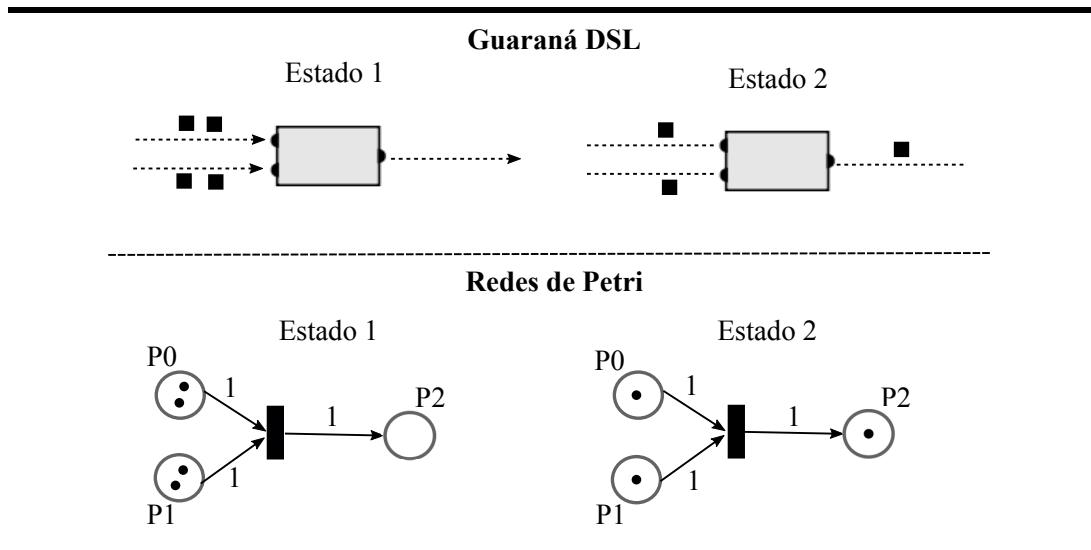 Guaraná DSL
Estado 1
Estado 2
Redes de Petri
Estado 1
Estado 2
P0
1
1
P2
1
P1
P0
1
1
P2
1
P1